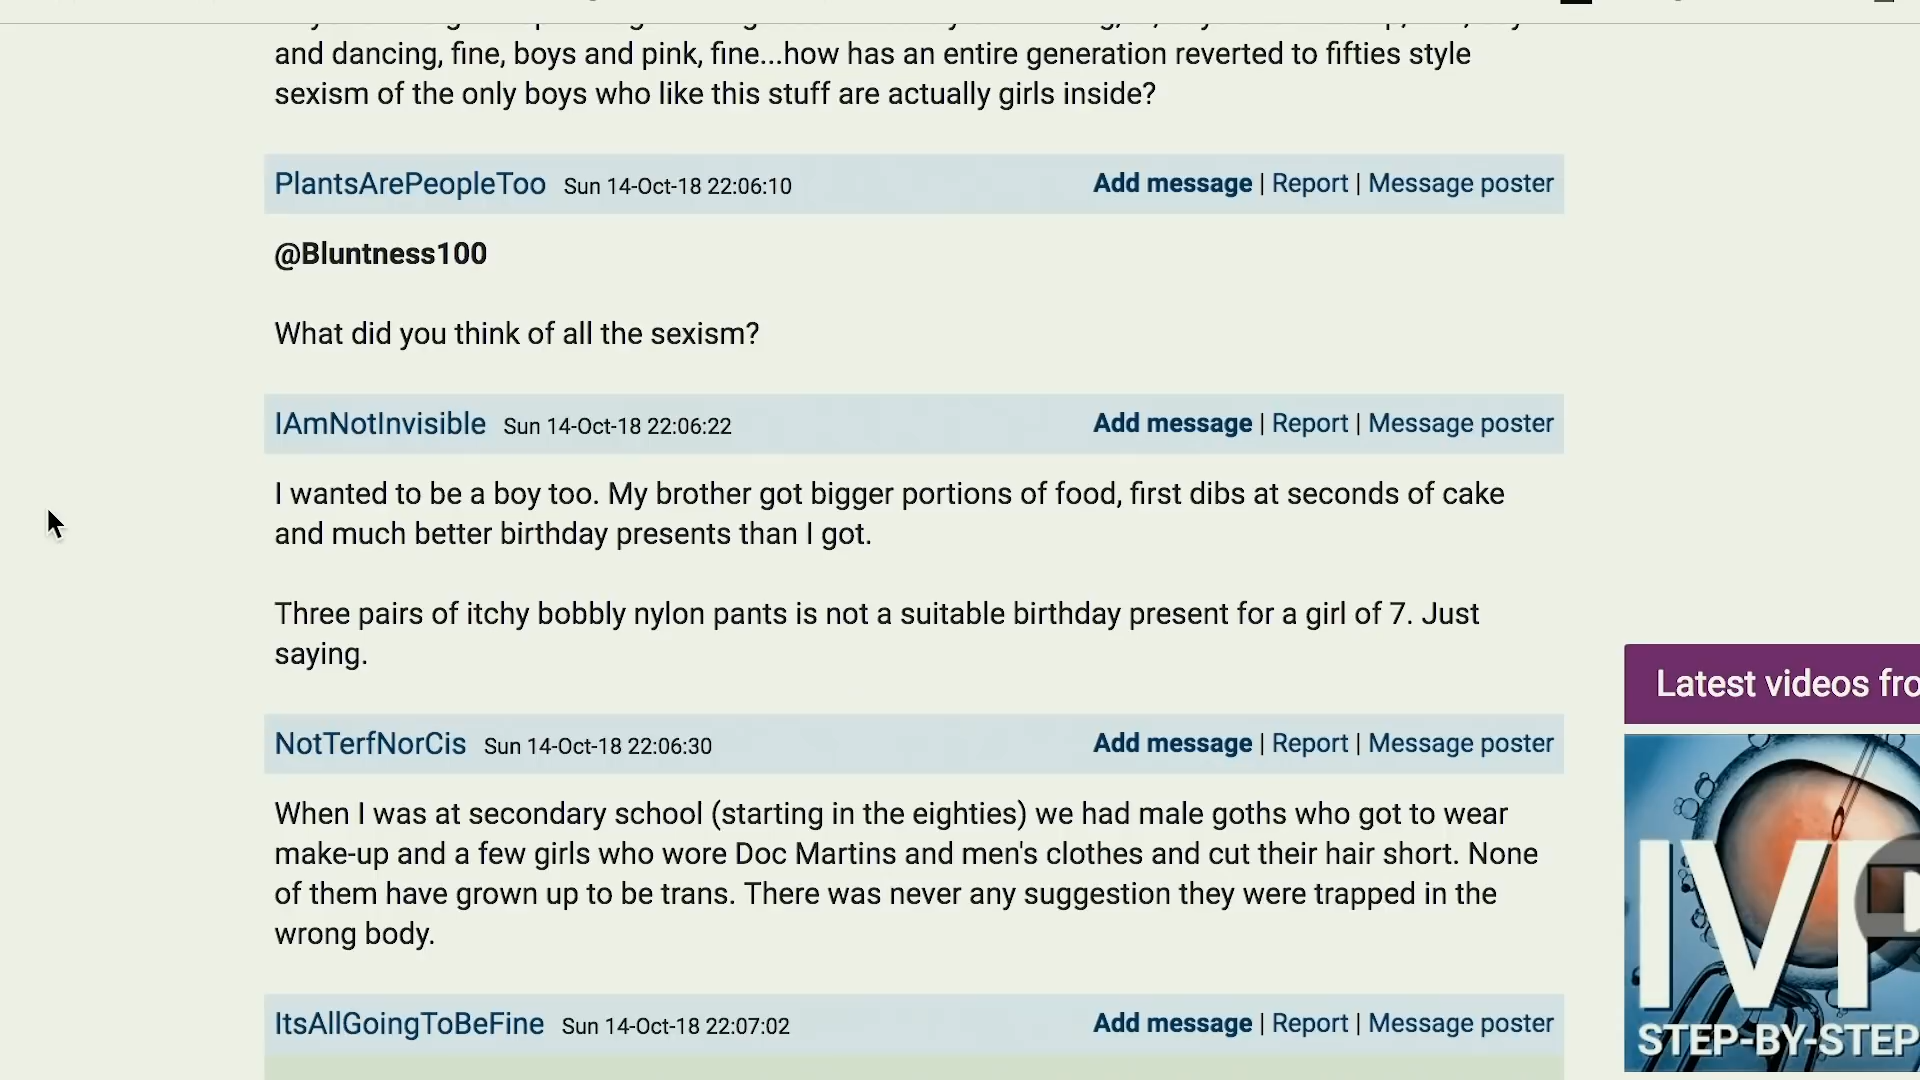 and dancing, fine, boys and pink, fine...how has an entire generation reverted to fifties style
sexism of the only boys who like this stuff are actually girls inside?
PlantsArePeopleToo Sun 14-Oct-18 22:06:10 Add message | Report | Message poster
@Bluntness100
What did you think of all the sexism?
IAmNotInvisible Sun 14-Oct-18 22:06:22 Add message | Report | Message poster
I wanted to be a boy too. My brother got bigger portions of food, first dibs at seconds of cake
and much better birthday presents than I got.
Three pairs of itchy bobbly nylon pants is not a suitable birthday present for a girl of 7. Just
saying.
Latest videos fro
NotTerfNorCis Sun 14-Oct-18 22:06:30 Add message | Report | Message poster
When I was at secondary school (starting in the eighties) we had male goths who got to wear
make-up and a few girls who wore Doc Martins and men's clothes and cut their hair short. None
of them have grown up to be trans. There was never any suggestion they were trapped in the
wrong body.
IVF
STEP-BY-STEP
ItsAllGoingToBeFine Sun 14-Oct-18 22:07:02 Add message | Report | Message poster